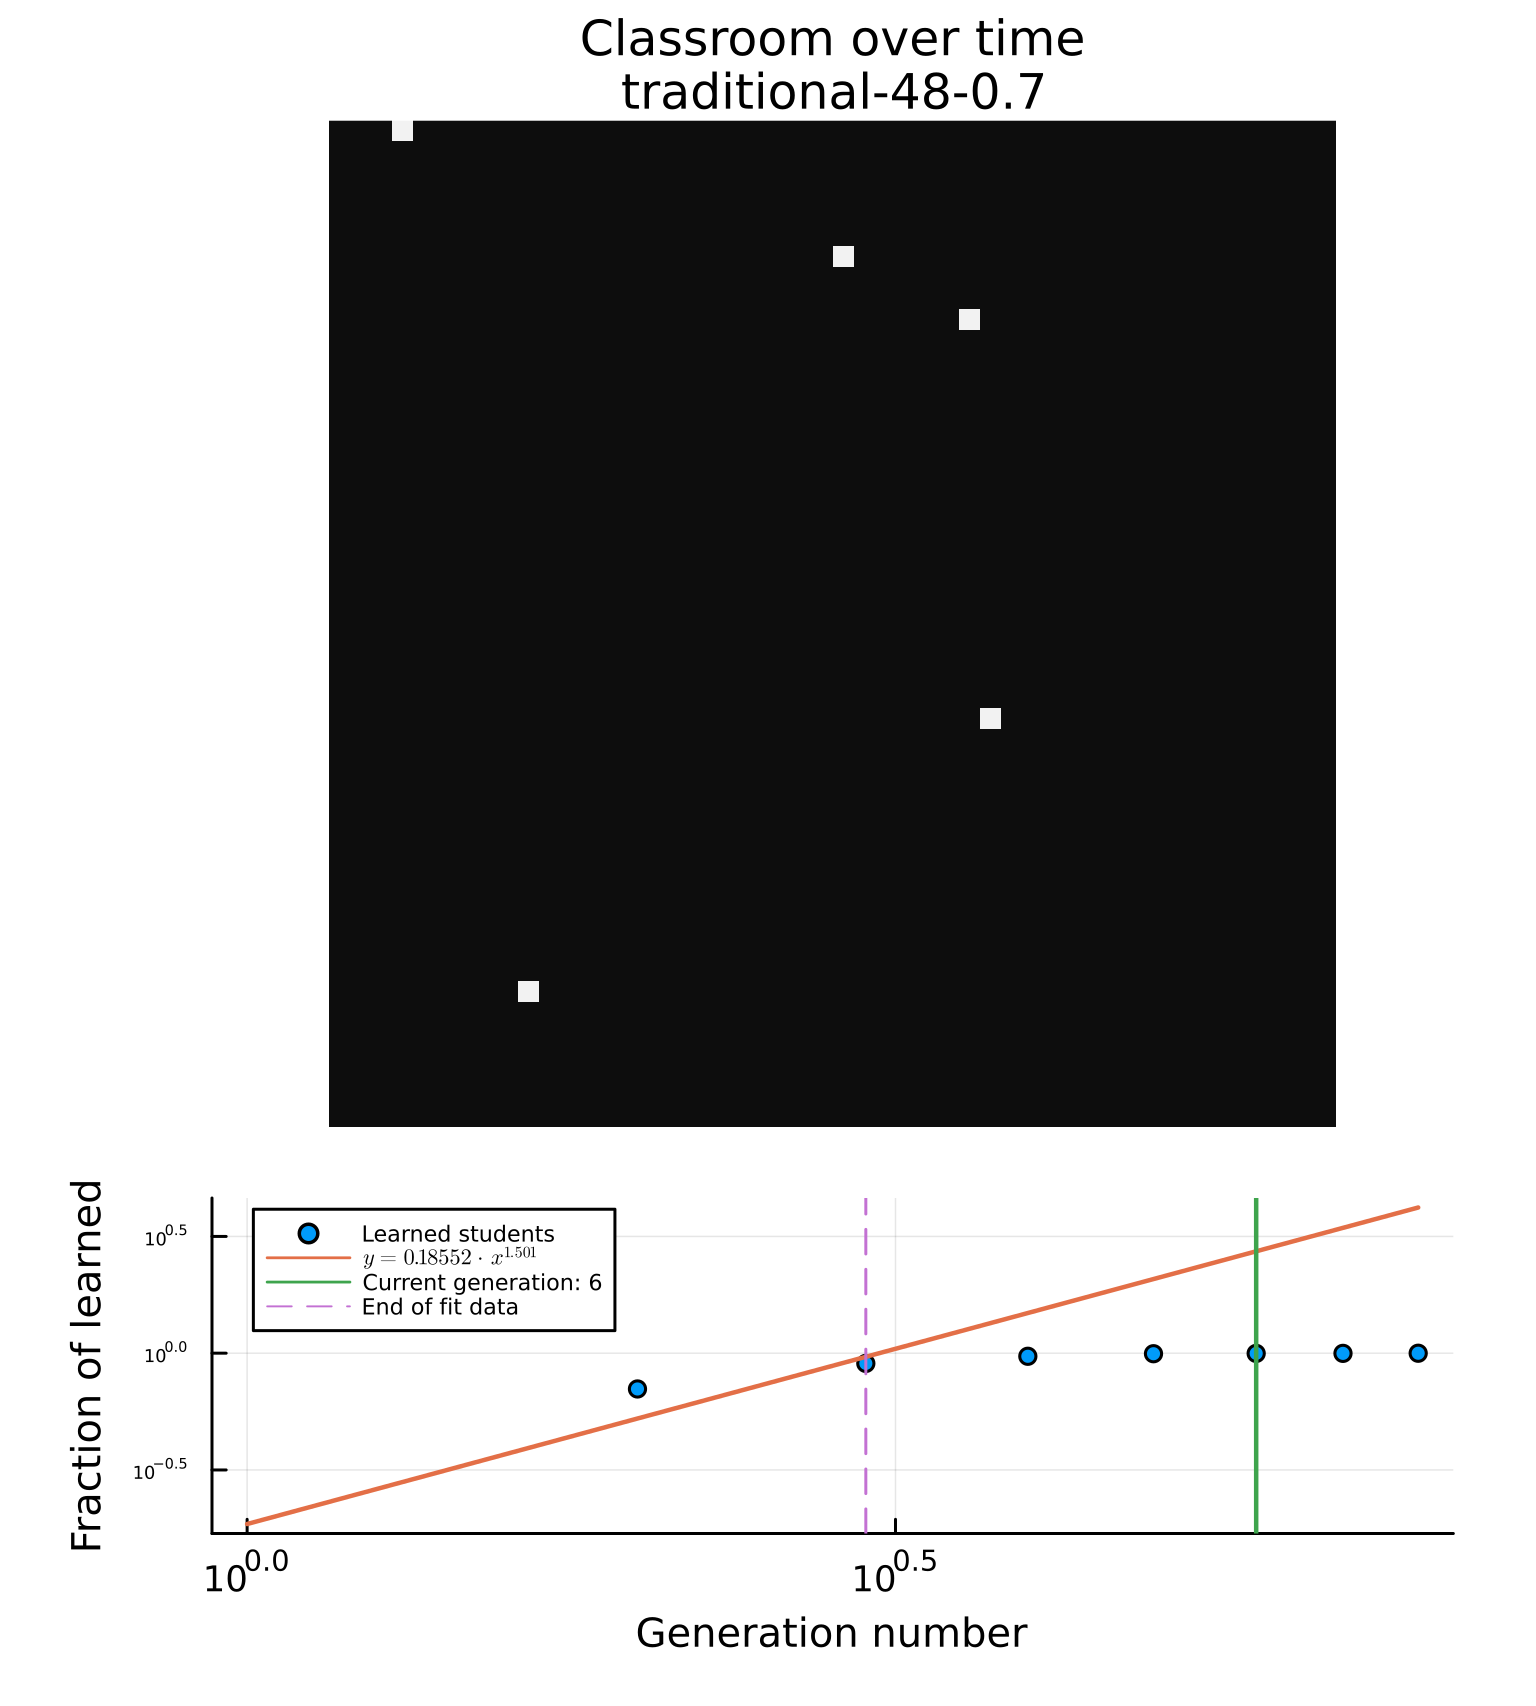 Classroom over time
traditional-48-0.7
Fraction of learned
10^0.5
10^0.0
10^−0.5
Learned students
y = 0.18552 · x^1.501
Current generation: 6
End of fit data
10^0.0
10^0.5
Generation number